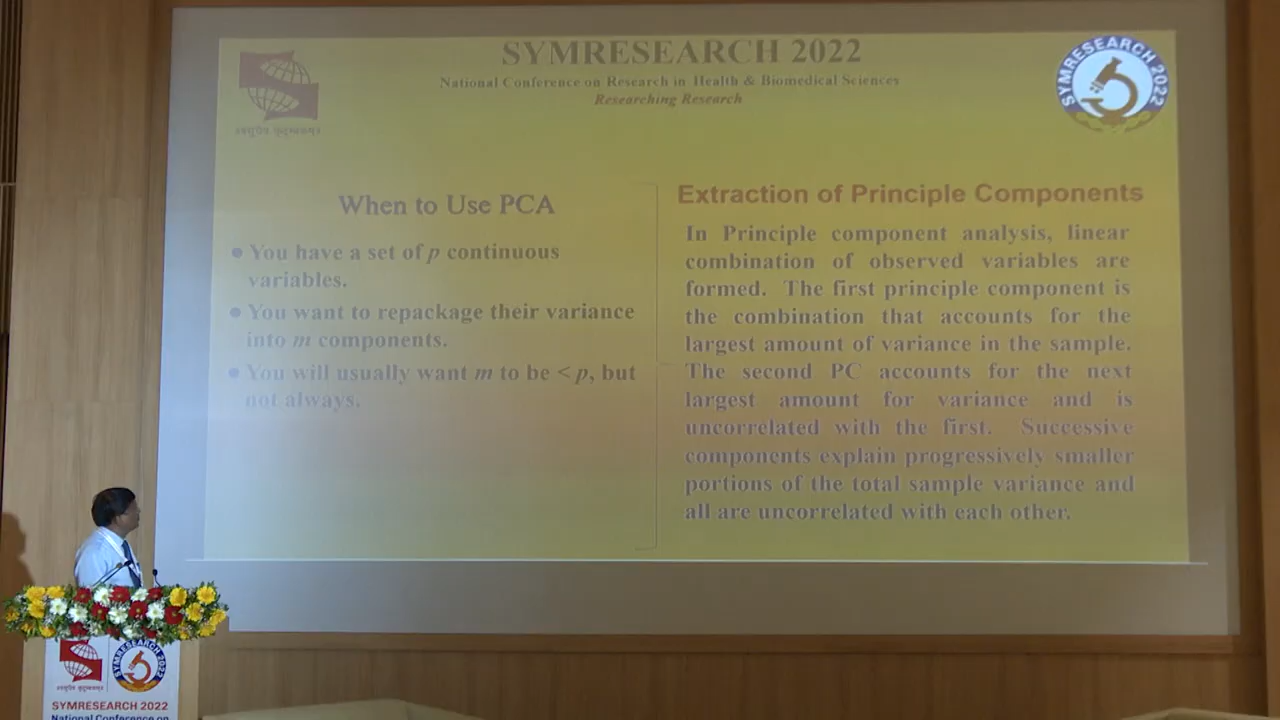 SYMRESEARCH 2022
National Conference on Research in Health & Biomedical Sciences
Researching Research
SYMRESEARCH 2022
॥वसुधैव कुटुम्बकम्॥
When to Use PCA
• You have a set of p continuous
variables.
• You want to repackage their variance
into m components.
• You will usually want m to be < p, but
not always.
Extraction of Principle Components
In Principle component analysis, linear
combination of observed variables are
formed. The first principle component is
the combination that accounts for the
largest amount of variance in the sample.
The second PC accounts for the next
largest amount for variance and is
uncorrelated with the first. Successive
components explain progressively smaller
portions of the total sample variance and
all are uncorrelated with each other.
SYMRESEARCH 2022
॥वसुधैव कुटुम्बकम्॥
SYMRESEARCH 2022
National Conference on